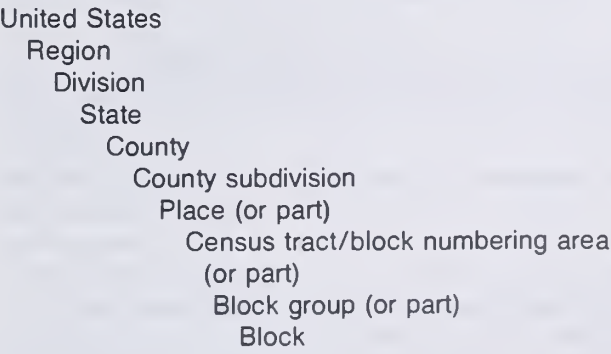 United States
Region
Division
State
County
County subdivision
Place (or part)
Census tract/block numbering area
(or part)
Block group (or part)
Block